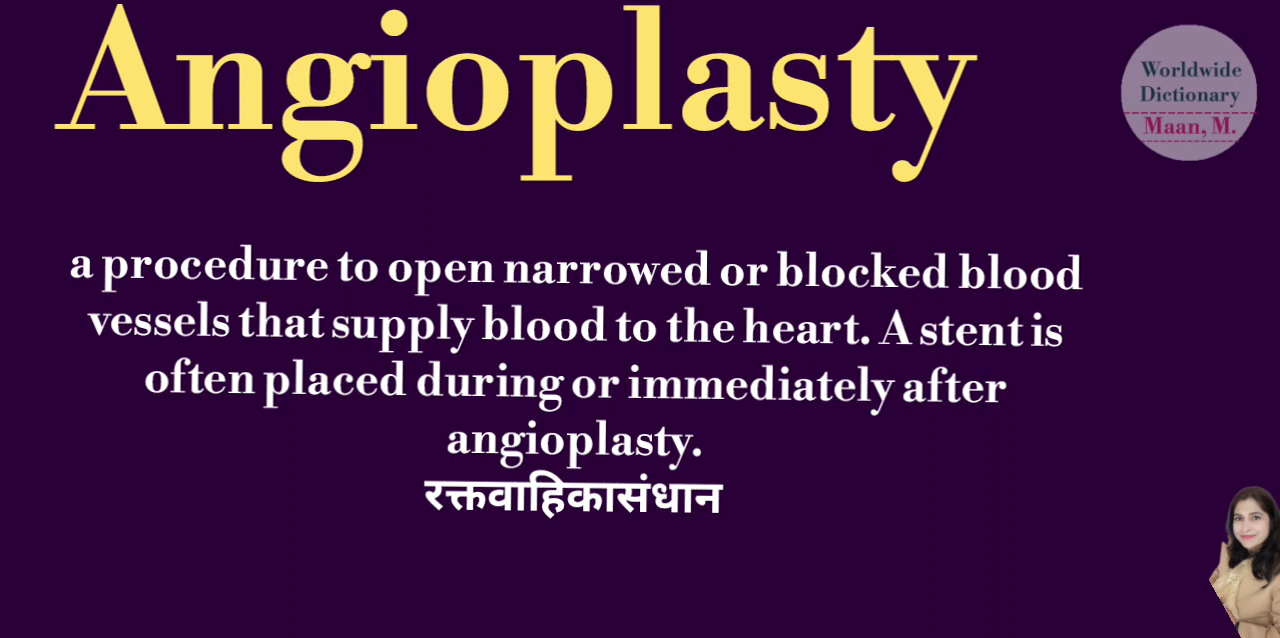 Angioplasty
Worldwide
Dictionary
Maan, M.
a procedure to open narrowed or blocked blood
vessels that supply blood to the heart. A stent is
often placed during or immediately after
angioplasty.
रक्तवाहिकासंधान